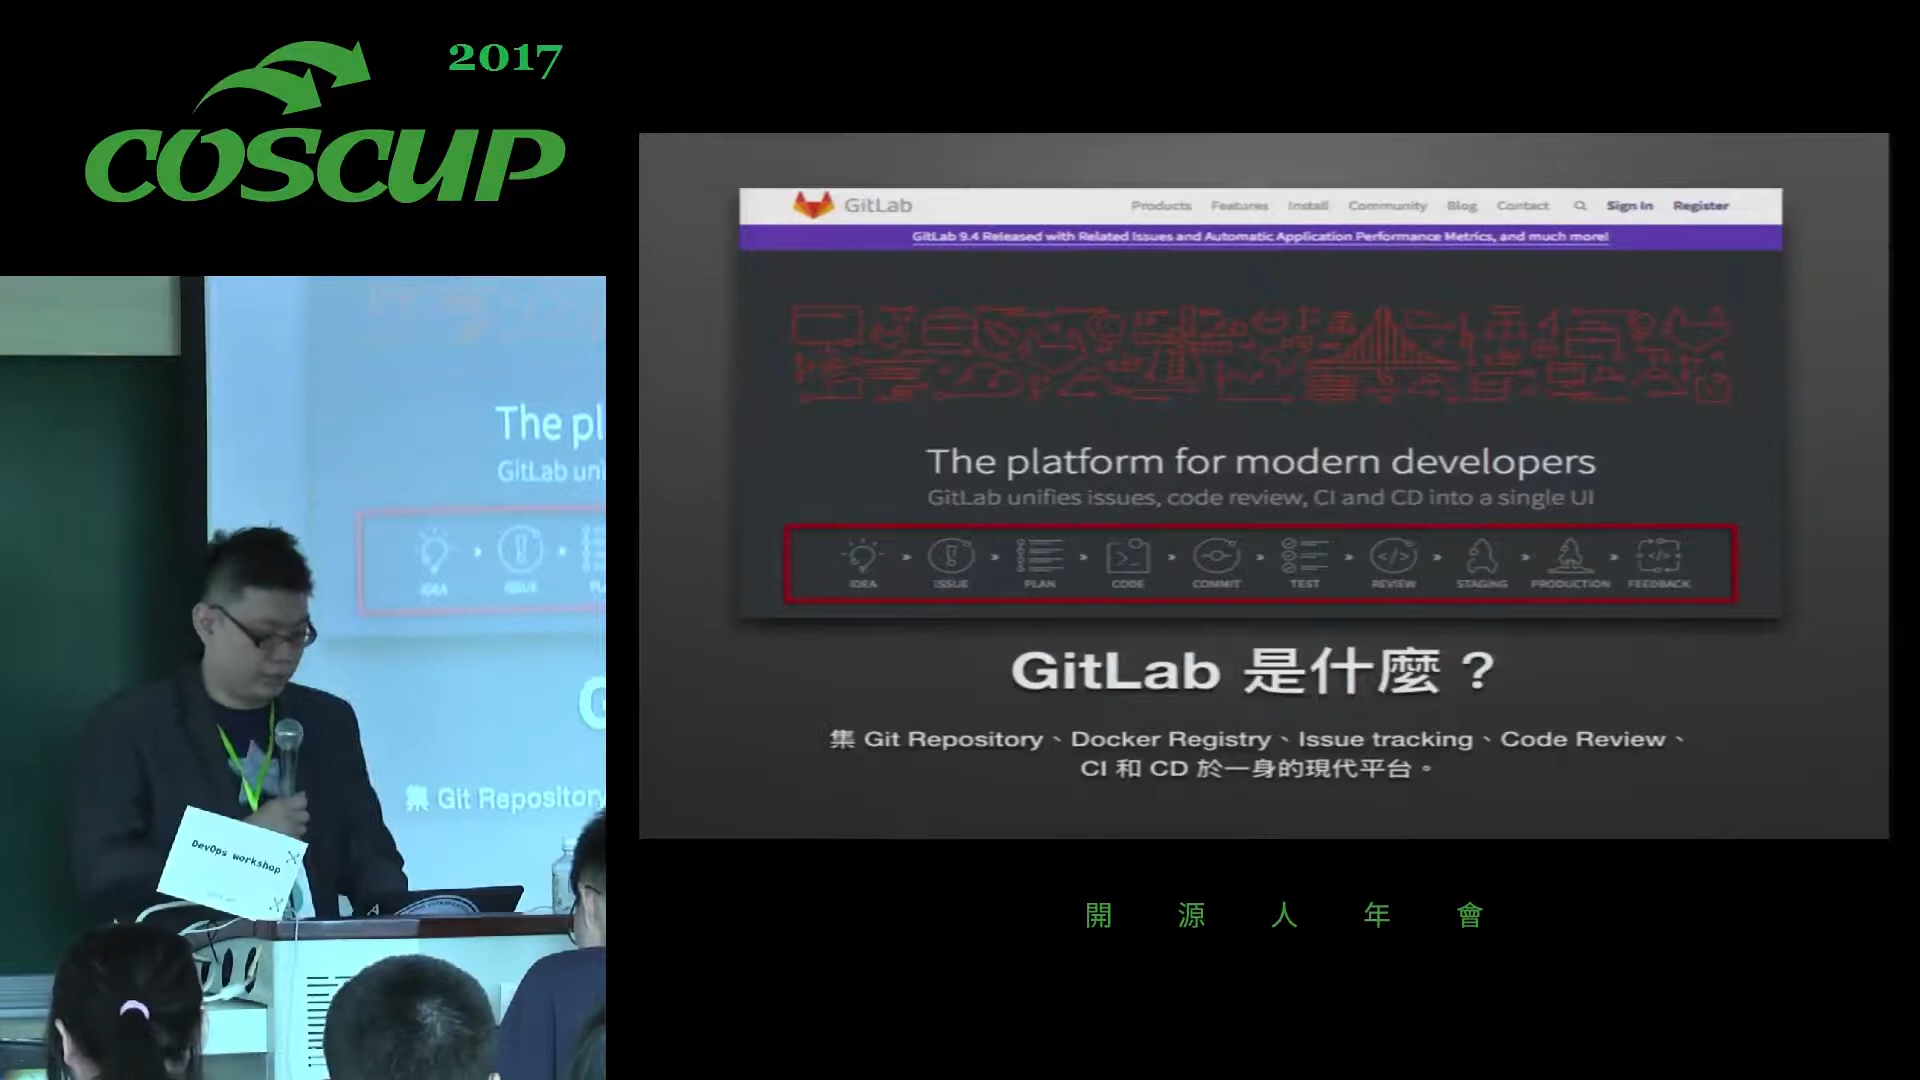 2017
COSCUP
GitLab
Products Features Install Community Blog Contact Sign In Register
GitLab 9.4 Released with Related Issues and Automatic Application Performance Metrics, and much more!
The platform for modern developers
GitLab unifies issues, code review, CI and CD into a single UI
IDEA ISSUE PLAN CODE COMMIT TEST REVIEW STAGING PRODUCTION FEEDBACK
GitLab 是什麼？
集 Git Repository、Docker Registry、Issue tracking、Code Review、
CI 和 CD 於一身的現代平台。
開源人年會
The pl
GitLab uni
IDEA ISSUE PL
G
集 Git Repository
DevOps workshop